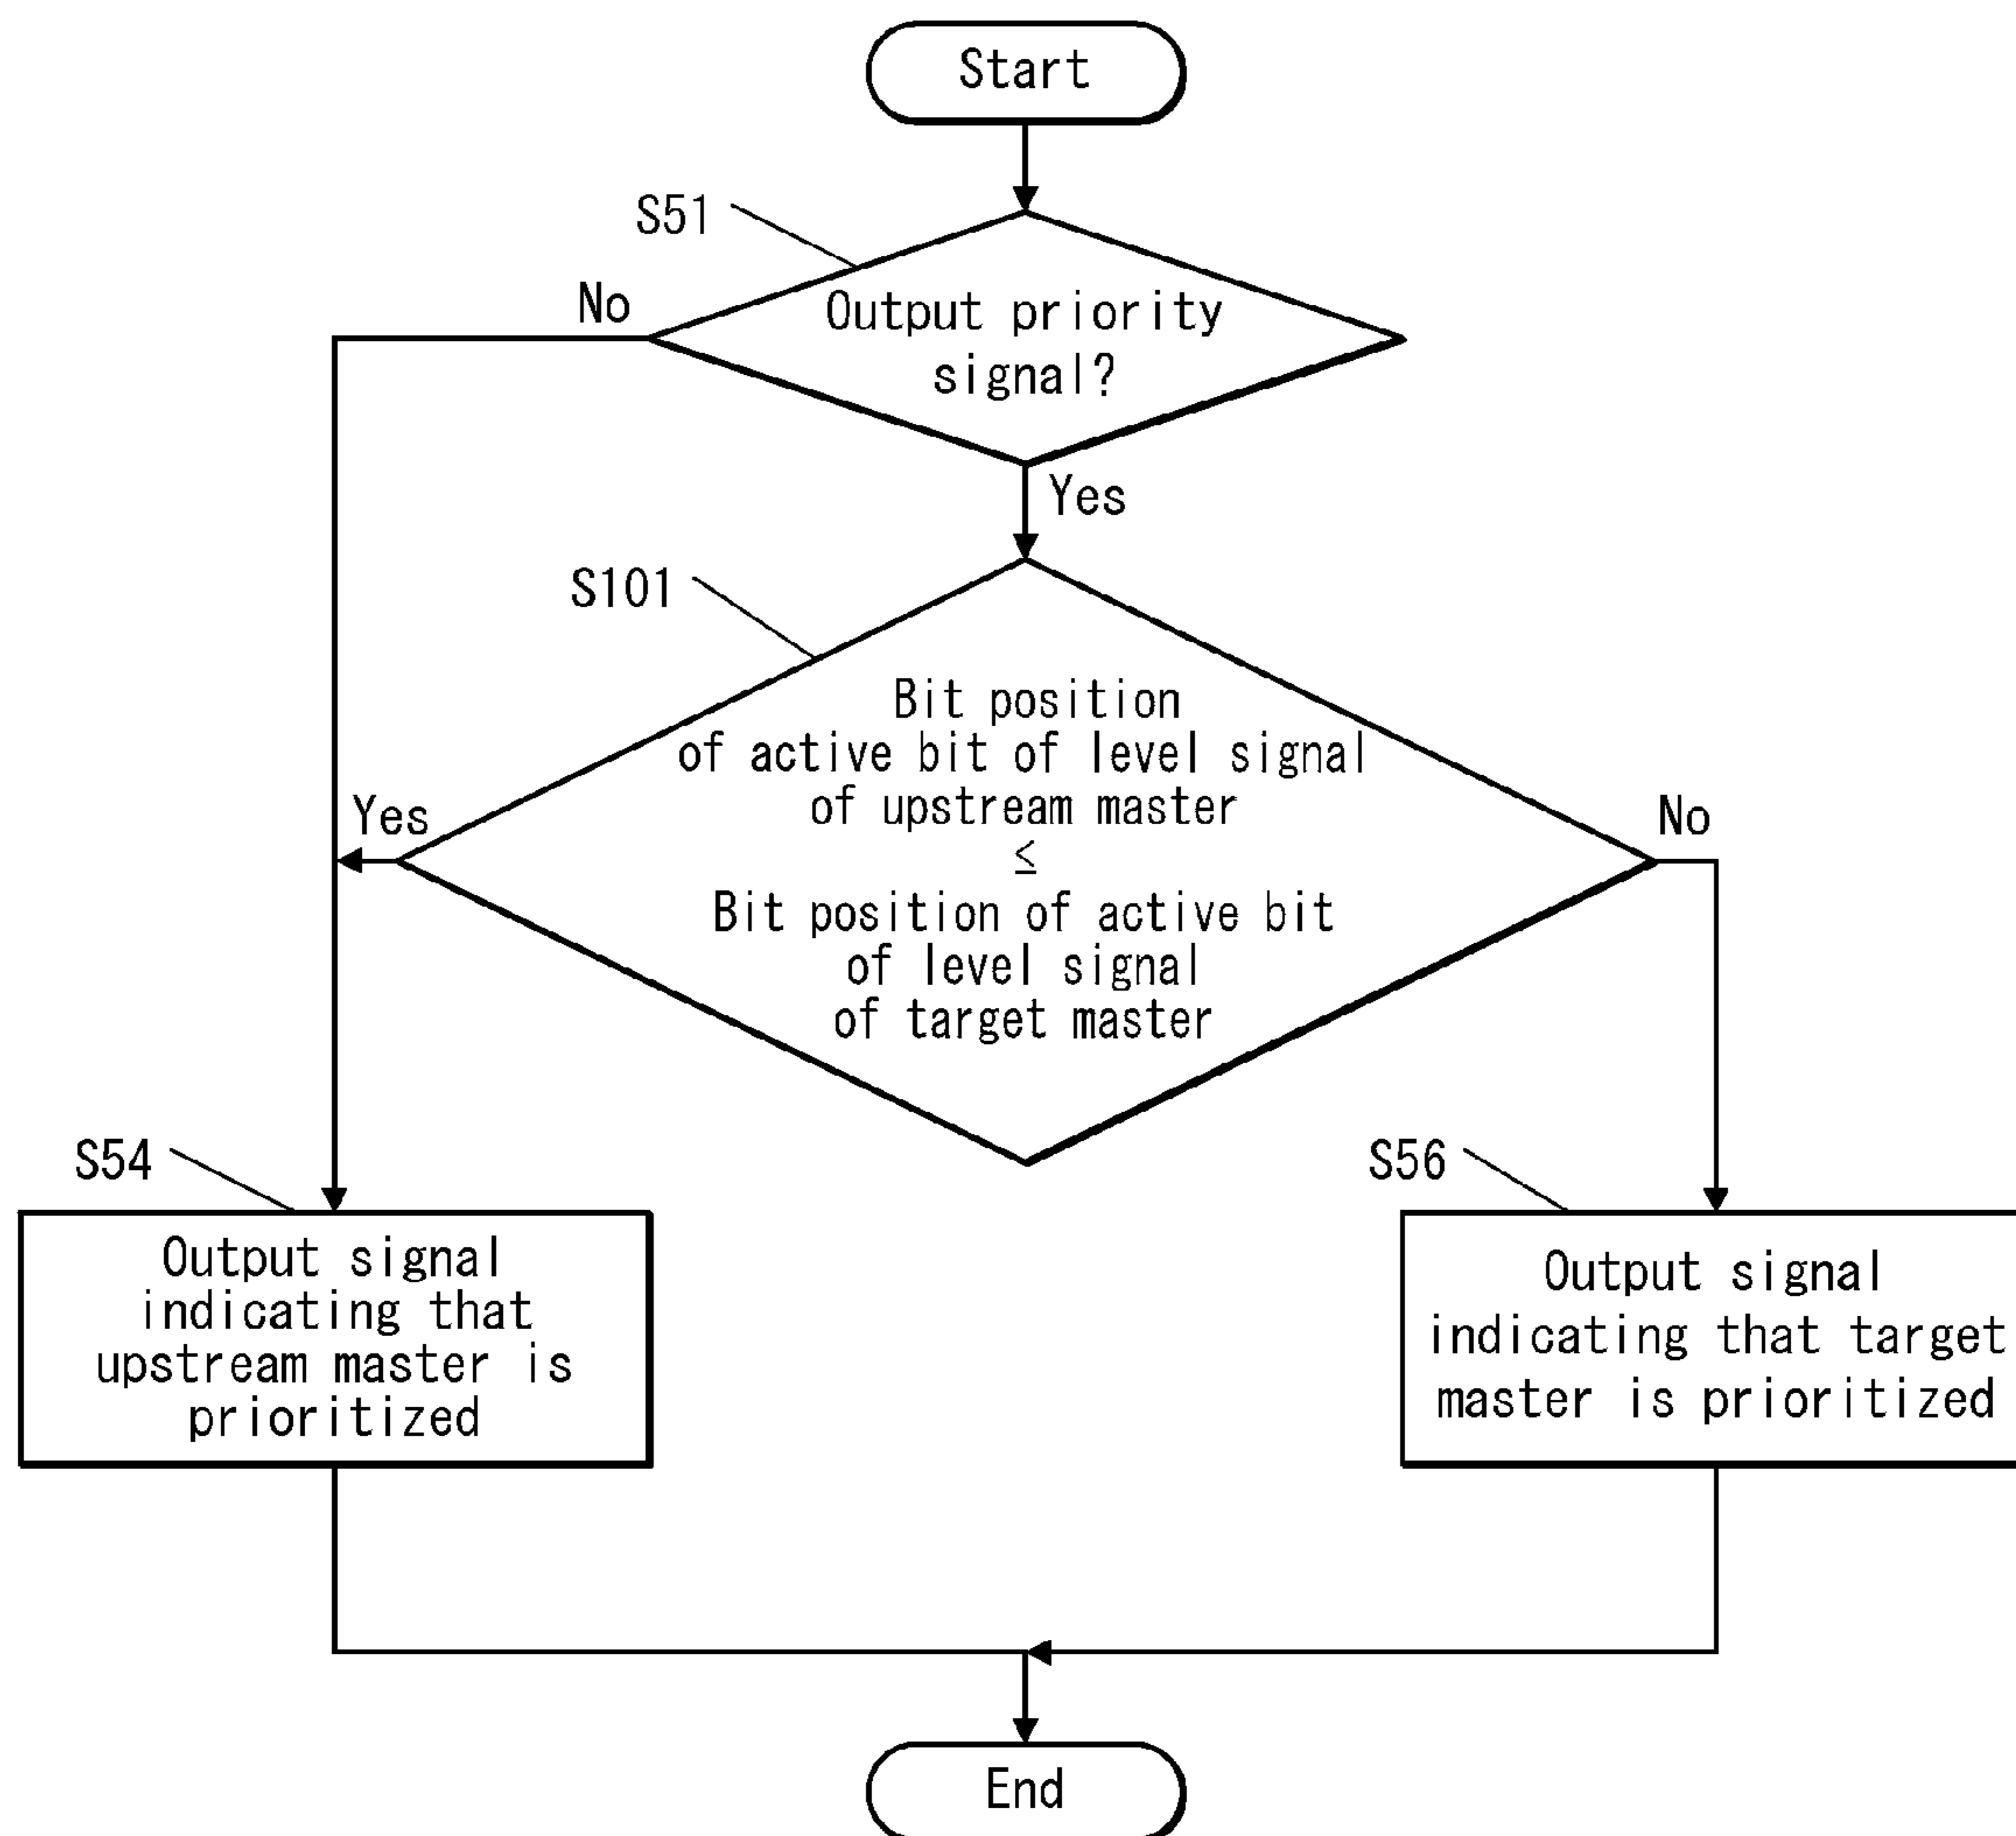 Start
S51
No
Output priority
signal?
Yes
S101
Bit position
of active bit of level signal
of upstream master
≤
Bit position of active bit
of level signal
of target master
Yes
No
S54
Output signal
indicating that
upstream master is
prioritized
S56
Output signal
indicating that target
master is prioritized
End